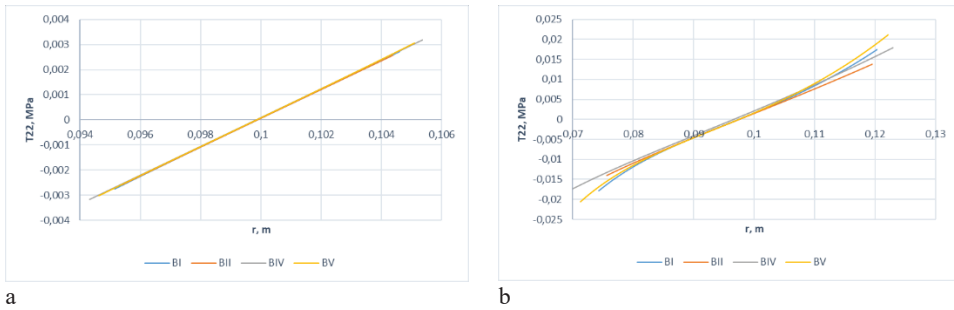 0,004
0,003
0,002
0,001
0
-0,001
-0,002
-0,003
-0,004
T22, MPa
0,094 0,096 0,098 0,1 0,102 0,104 0,106
r, m
BI BII BIV BV
a
0,025
0,02
0,015
0,01
0,005
0
-0,005
-0,01
-0,015
-0,02
-0,025
T22, MPa
0,07 0,08 0,09 0,1 0,11 0,12 0,13
r, m
BI BII BIV BV
b